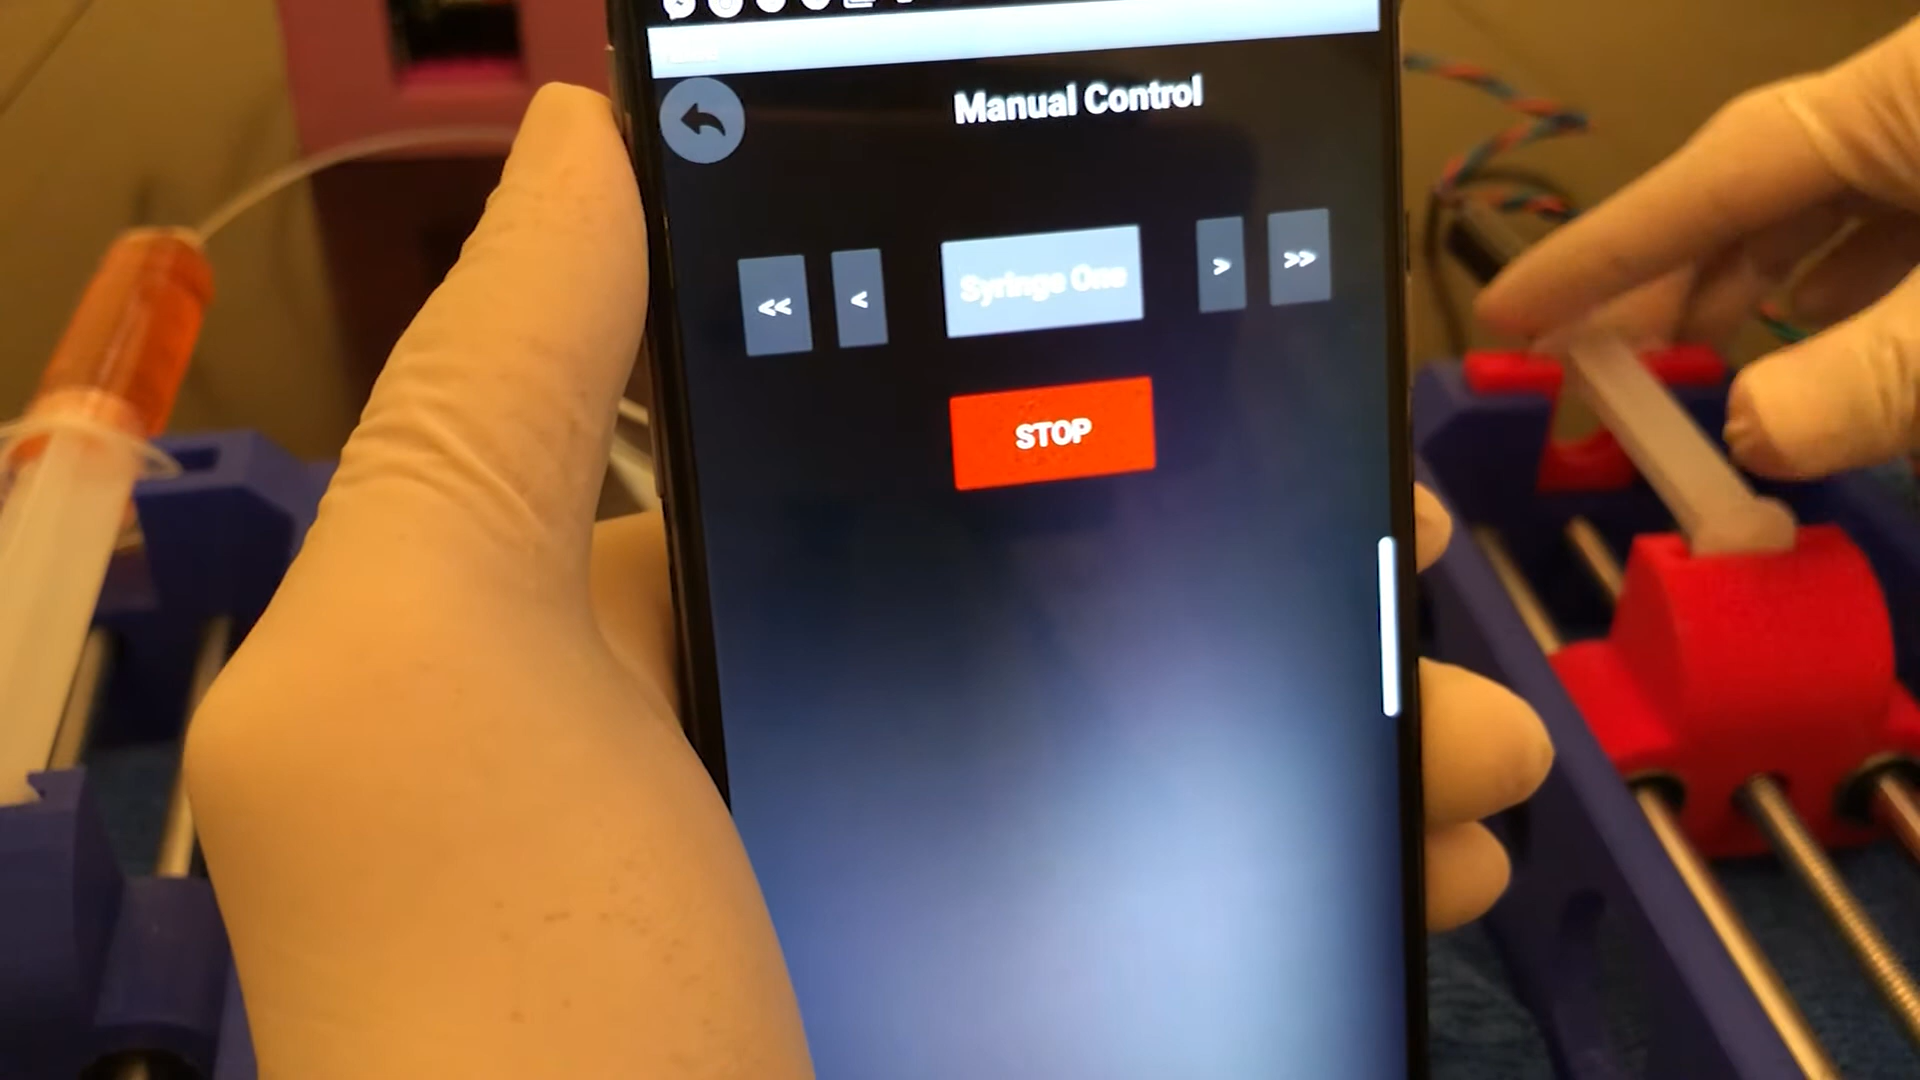 Manual Control
<< < Syringe One > >>
STOP